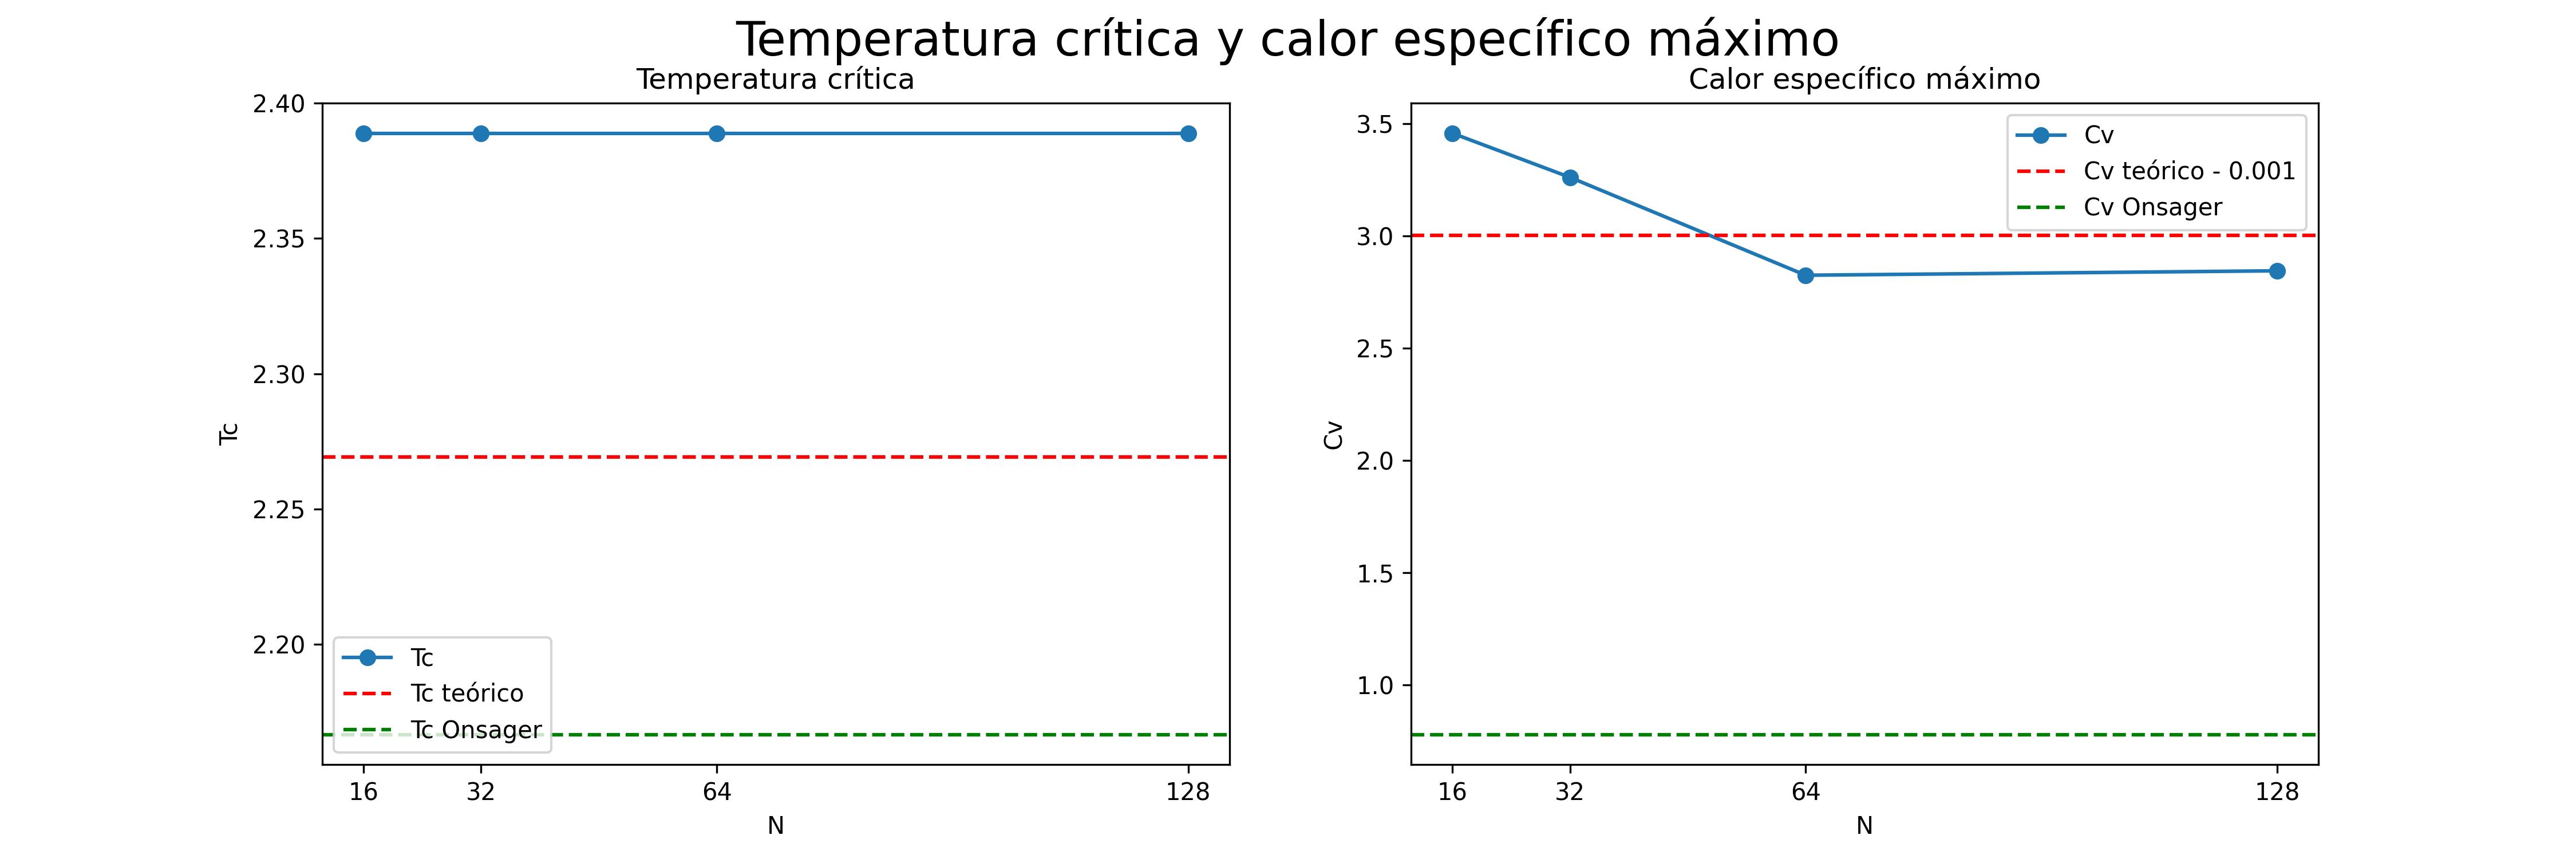 Temperatura crítica y calor específico máximo
Temperatura crítica
2.40
2.35
2.30
2.25
2.20
Tc
Tc
Tc teórico
Tc Onsager
16 32 64 128
N
Calor específico máximo
3.5
3.0
2.5
2.0
1.5
1.0
Cv
Cv
Cv teórico - 0.001
Cv Onsager
16 32 64 128
N